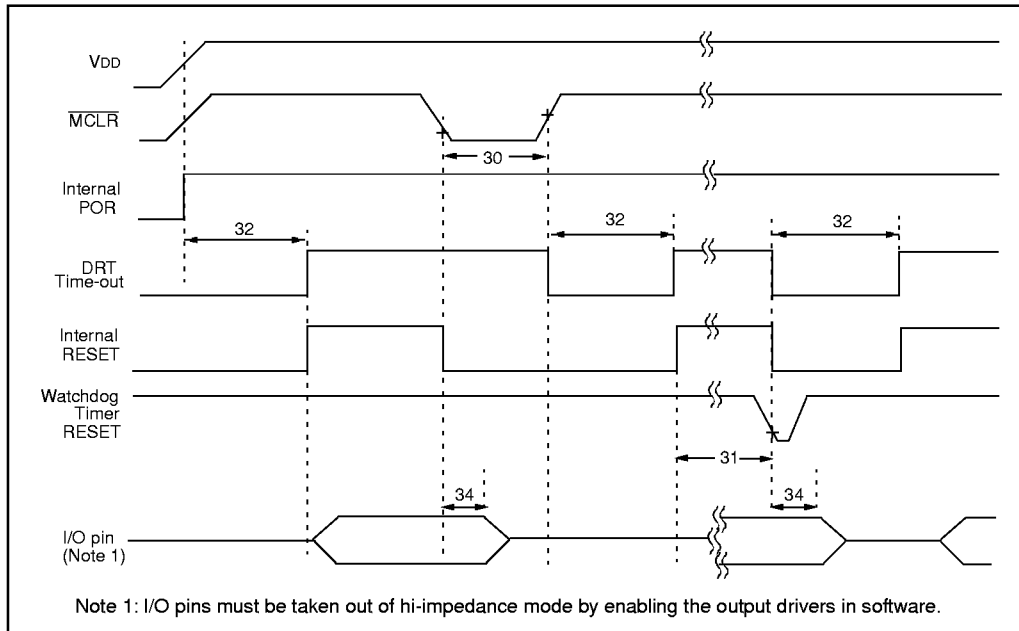 VDD
MCLR
30
Internal
POR
32
32
32
DRT
Time-out
Internal
RESET
Watchdog
Timer
RESET
31
34
34
I/O pin
(Note 1)
Note 1: I/O pins must be taken out of hi-impedance mode by enabling the output drivers in software.